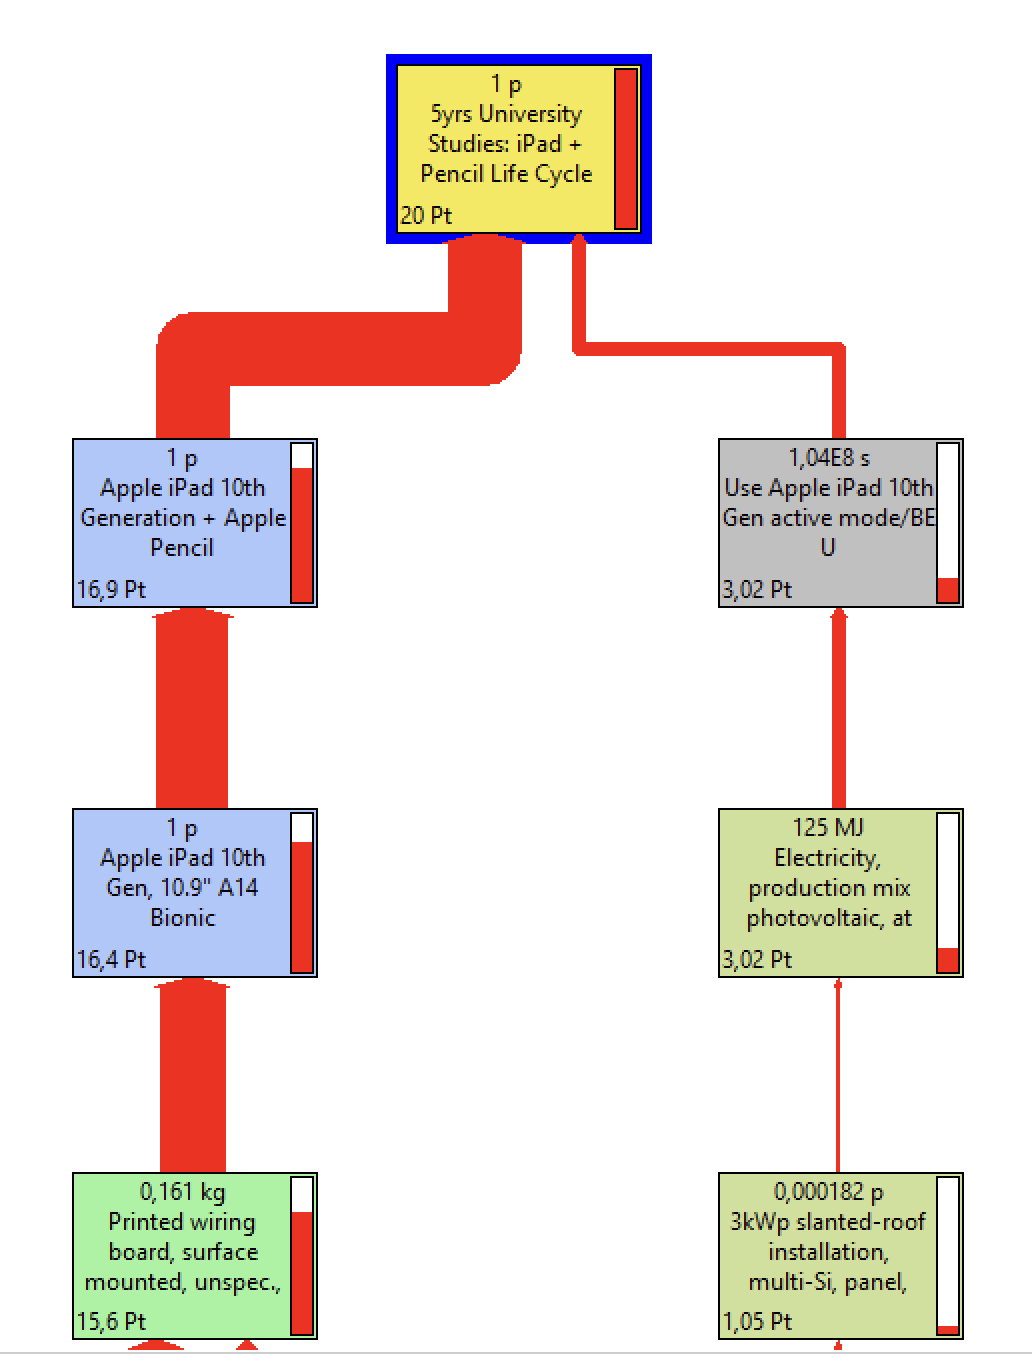 1 p
5yrs University
Studies: iPad +
Pencil Life Cycle
20 Pt
1 p
Apple iPad 10th
Generation + Apple
Pencil
16,9 Pt
1,04E8 s
Use Apple iPad 10th
Gen active mode/BE
U
3,02 Pt
1 p
Apple iPad 10th
Gen, 10.9" A14
Bionic
16,4 Pt
125 MJ
Electricity,
production mix
photovoltaic, at
3,02 Pt
0,161 kg
Printed wiring
board, surface
mounted, unspec.,
15,6 Pt
0,000182 p
3kWp slanted-roof
installation,
multi-Si, panel,
1,05 Pt